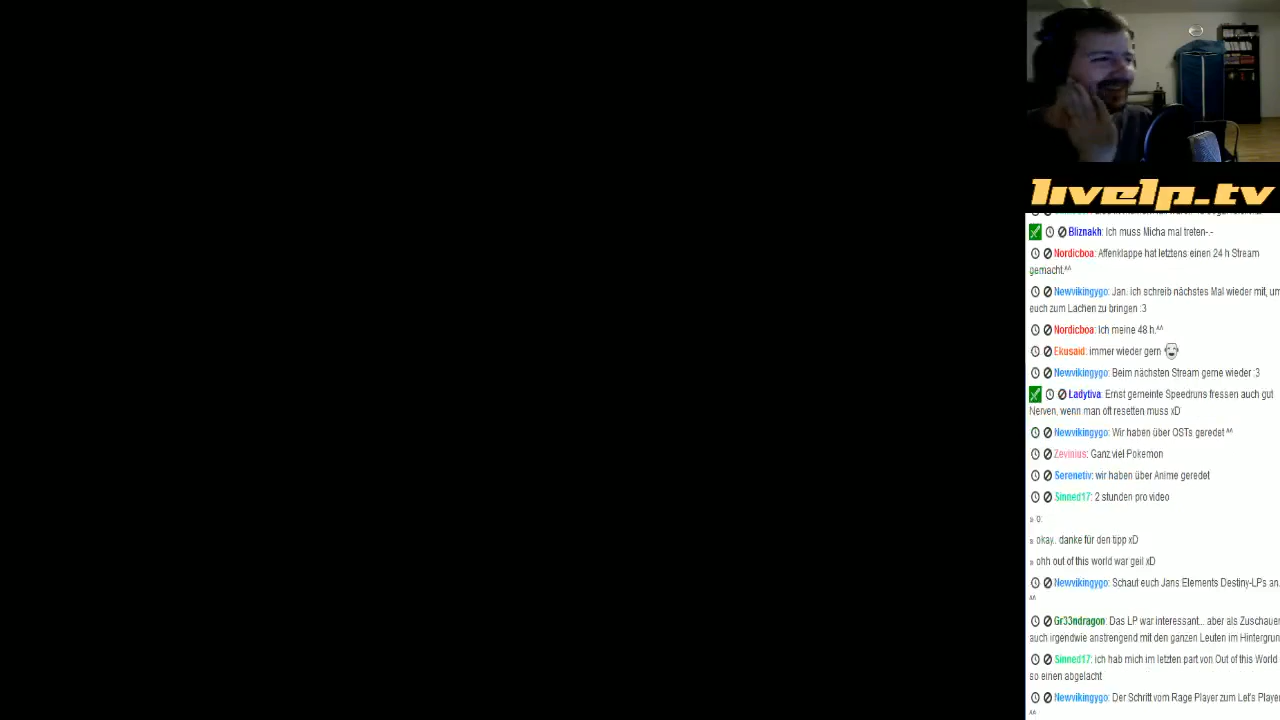 livelp.tv
Bliznakh: Ich muss Micha mal treten-.-
Nordicboa: Affenklappe hat letztens einen 24 h Stream
gemacht.^^
Newvikingygo: Jan. ich schreib nächstes Mal wieder mit, um
euch zum Lachen zu bringen :3
Nordicboa: Ich meine 48 h.^^
Ekusaid: immer wieder gern
Newvikingygo: Beim nächsten Stream gerne wieder :3
Ladytiva: Ernst gemeinte Speedruns fressen auch gut
Nerven, wenn man oft resetten muss xD
Newvikingygo: Wir haben über OSTs geredet ^^
Zevinius: Ganz viel Pokemon
Serenetiv: wir haben über Anime geredet
Sinned17: 2 stunden pro video
» o:
» okay.. danke für den tipp xD
» ohh out of this world war geil xD
Newvikingygo: Schaut euch Jans Elements Destiny-LPs an.
^^
Gr33ndragon: Das LP war interessant... aber als Zuschauer
auch irgendwie anstrengend mit den ganzen Leuten im Hintergrun
Sinned17: ich hab mich im letzten part von Out of this World
so einen abgelacht
Newvikingygo: Der Schritt vom Rage Player zum Let's Player
^^